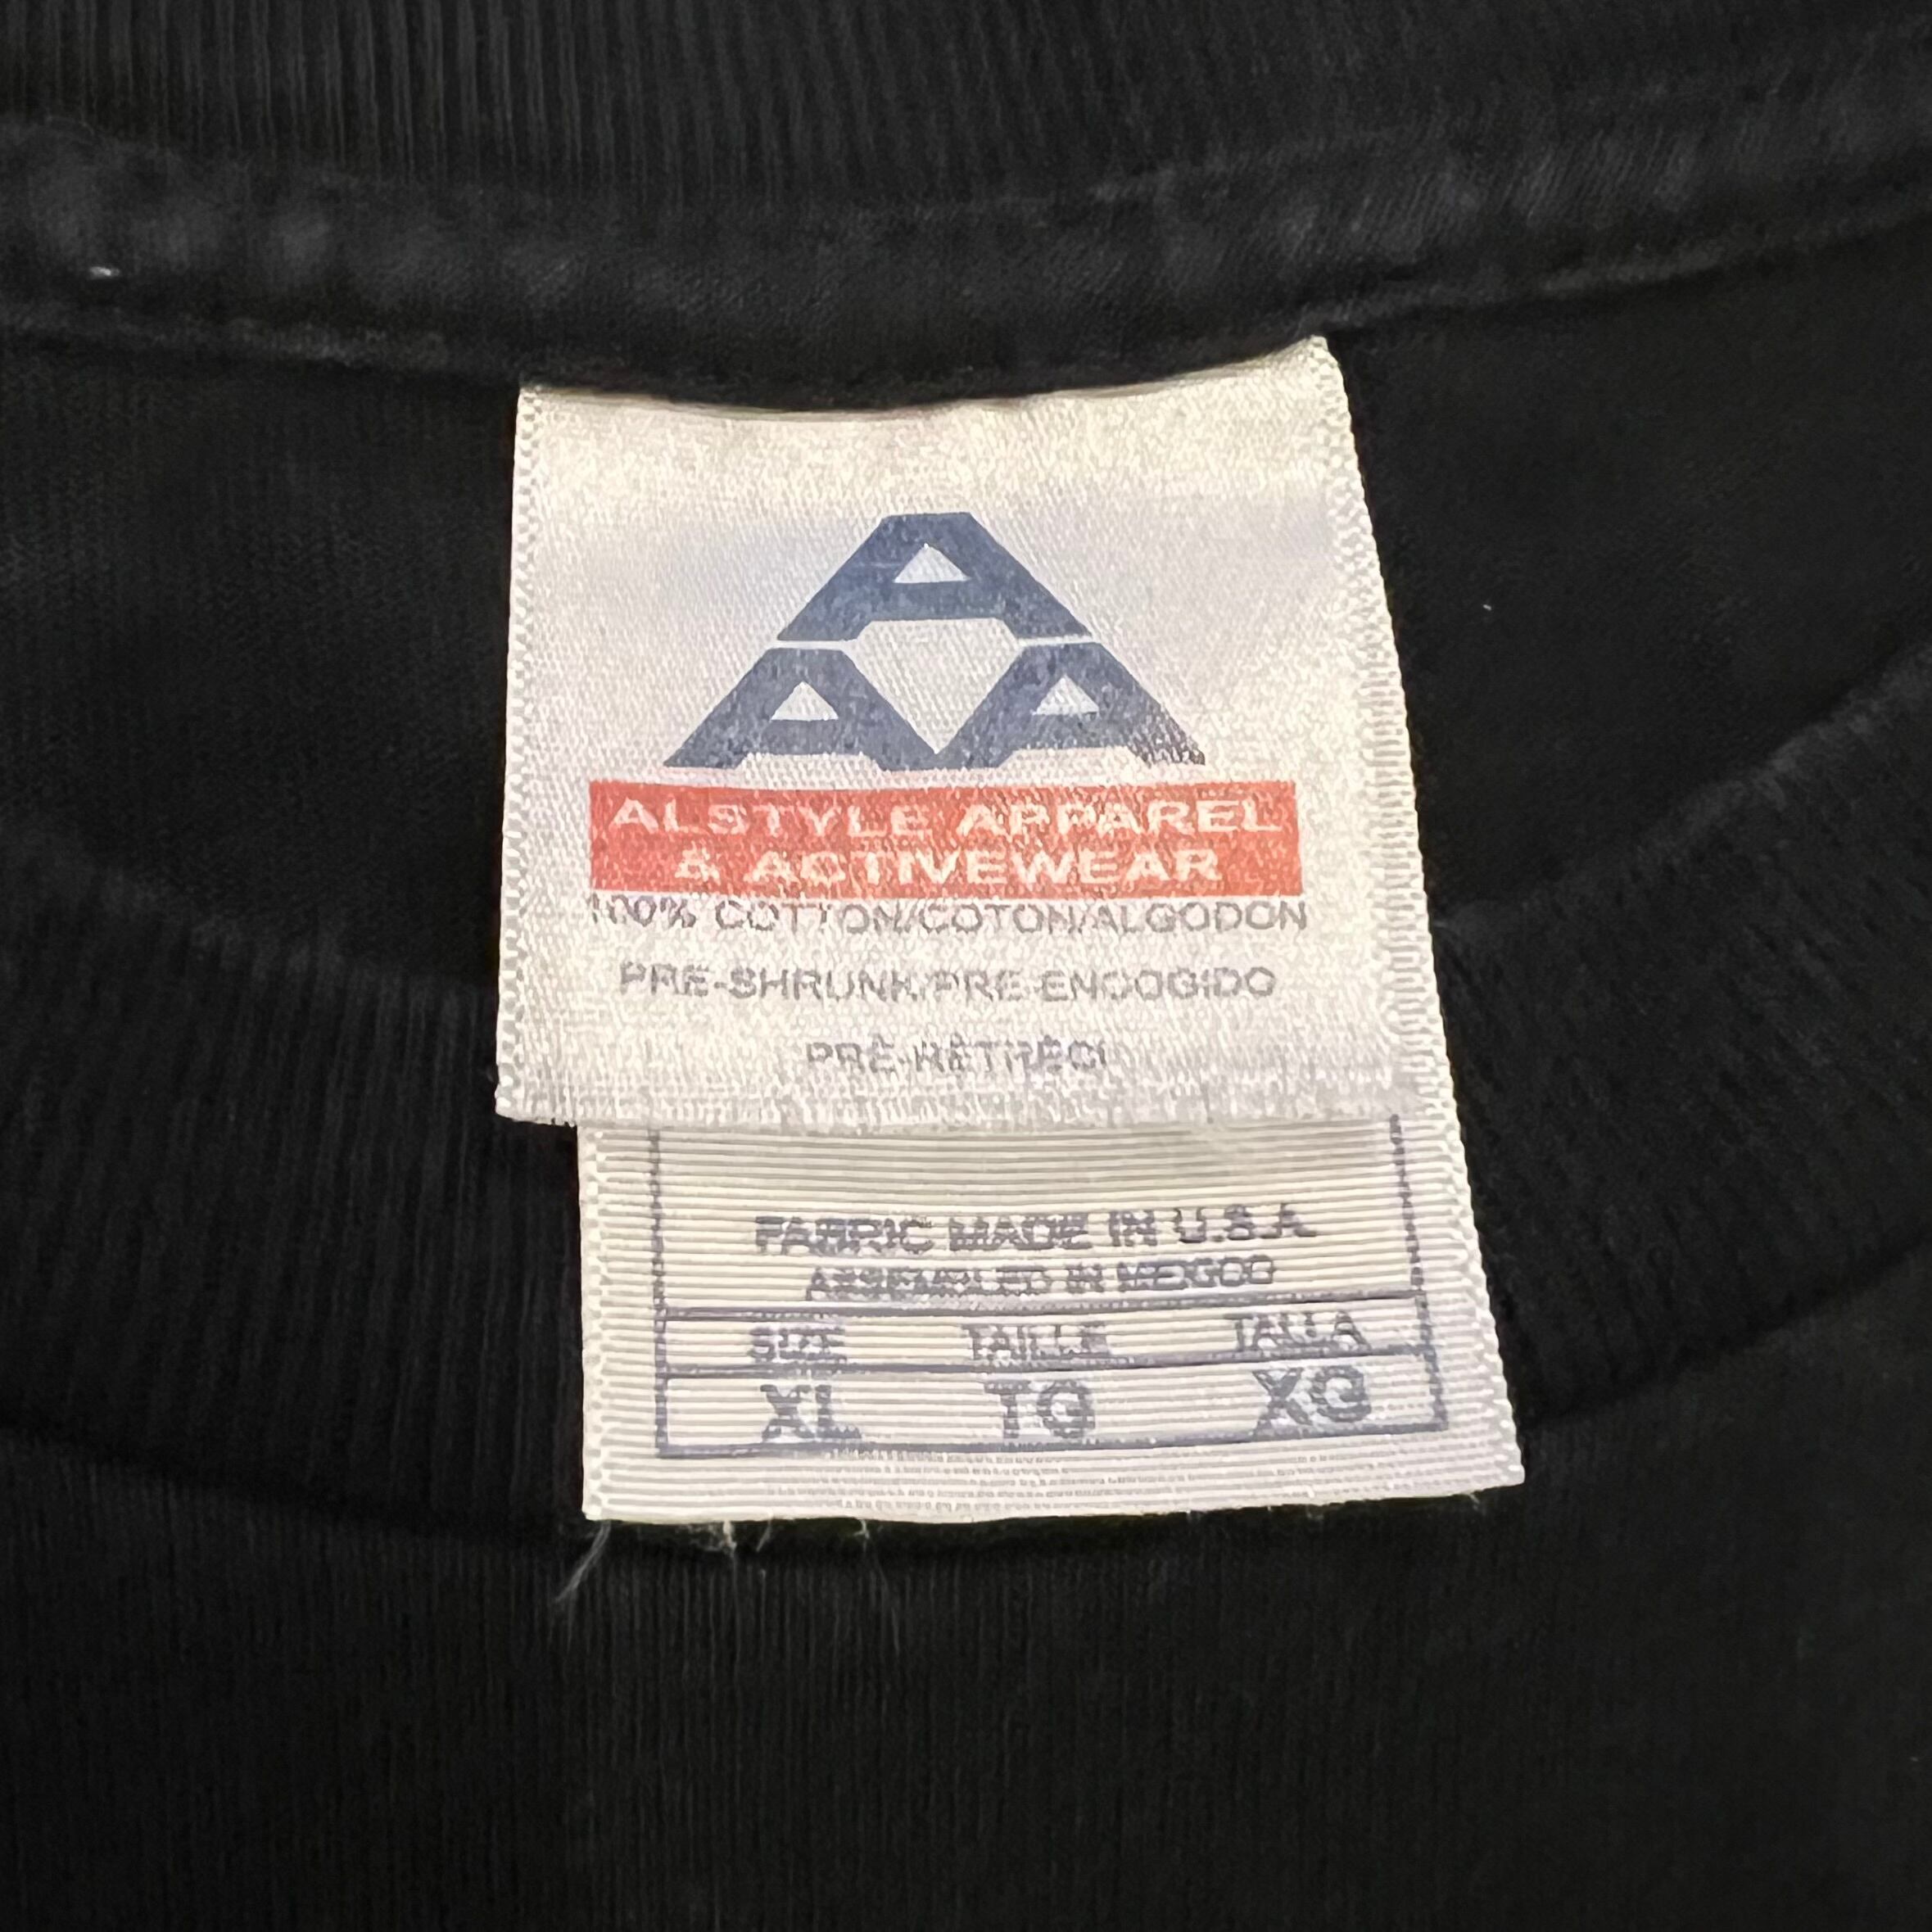 A
A A
ALSTYLE APPAREL
& ACTIVEWEAR
100% COTTON/COTON/ALGODON
PRE-SHRUNK/PRE-ENCOGIDO
PRÉ-RÉTRÉCI
FABRIC MADE IN U.S.A
ASSEMBLED IN MEXICO
SIZE TAILLE TALLA
XL TG XG